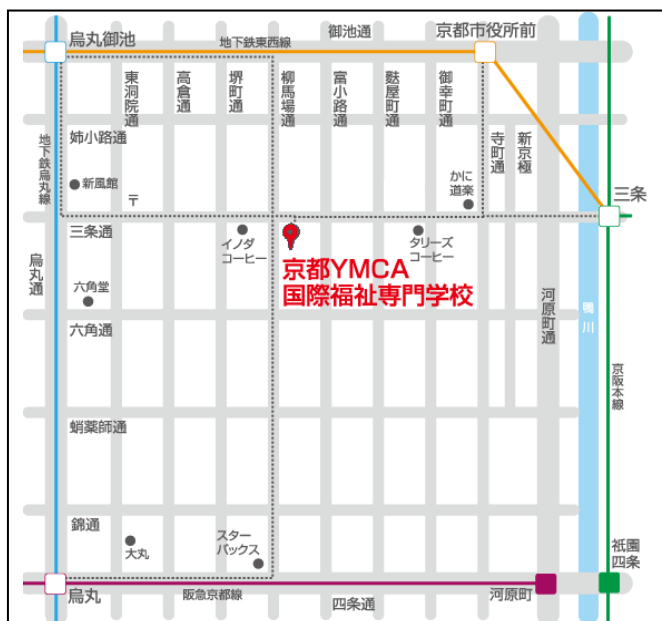 烏丸御池
地下鉄東西線
御池通
京都市役所前
東洞院通
高倉通
堺町通
柳馬場通
富小路通
麩屋町通
御幸町通
寺町通
新京極
地下鉄烏丸線
姉小路通
新風館
〒
かに
道楽
三条
三条通
イノダ
コーヒー
タリーズ
コーヒー
京都YMCA
国際福祉専門学校
烏丸通
六角堂
六角通
河原町通
鴨川
京阪本線
蛸薬師通
錦通
大丸
スター
バックス
祇園
四条
烏丸
阪急京都線
四条通
河原町